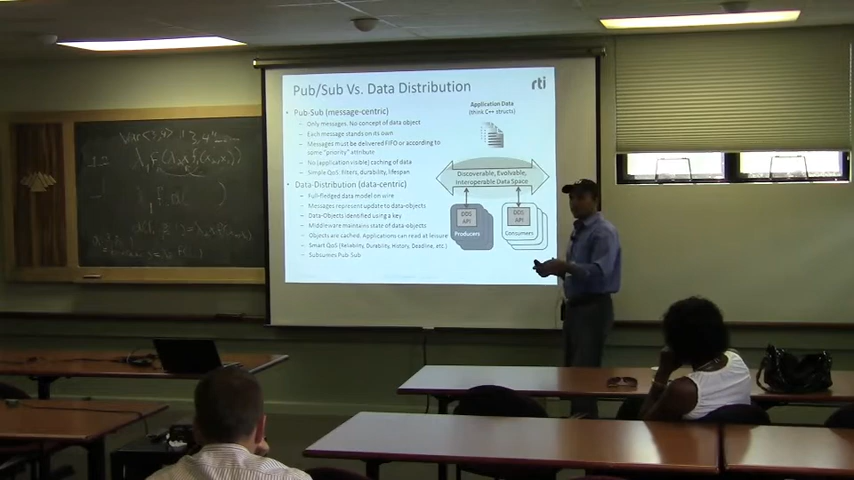 Pub/Sub Vs. Data Distribution
rti
Pub-Sub (message-centric)
– Only messages. No concept of data object
– Each message stands on its own
– Messages must be delivered FIFO or according to
some "priority" attribute
– No (application visible) caching of data
– Simple QoS: filters, durability, lifespan
Data-Distribution (data-centric)
– Full-fledged data model on wire
– Messages represent update to data-objects
– Data-Objects identified using a key
– Middleware maintains state of data-objects
– Objects are cached. Applications can read at leisure
– Smart QoS (Reliability, Durability, History, Deadline, etc.)
– Subsumes Pub-Sub
Application Data
(think C++ structs)
Discoverable, Evolvable,
Interoperable Data Space
DDS
API
Producers
DDS
API
Consumers